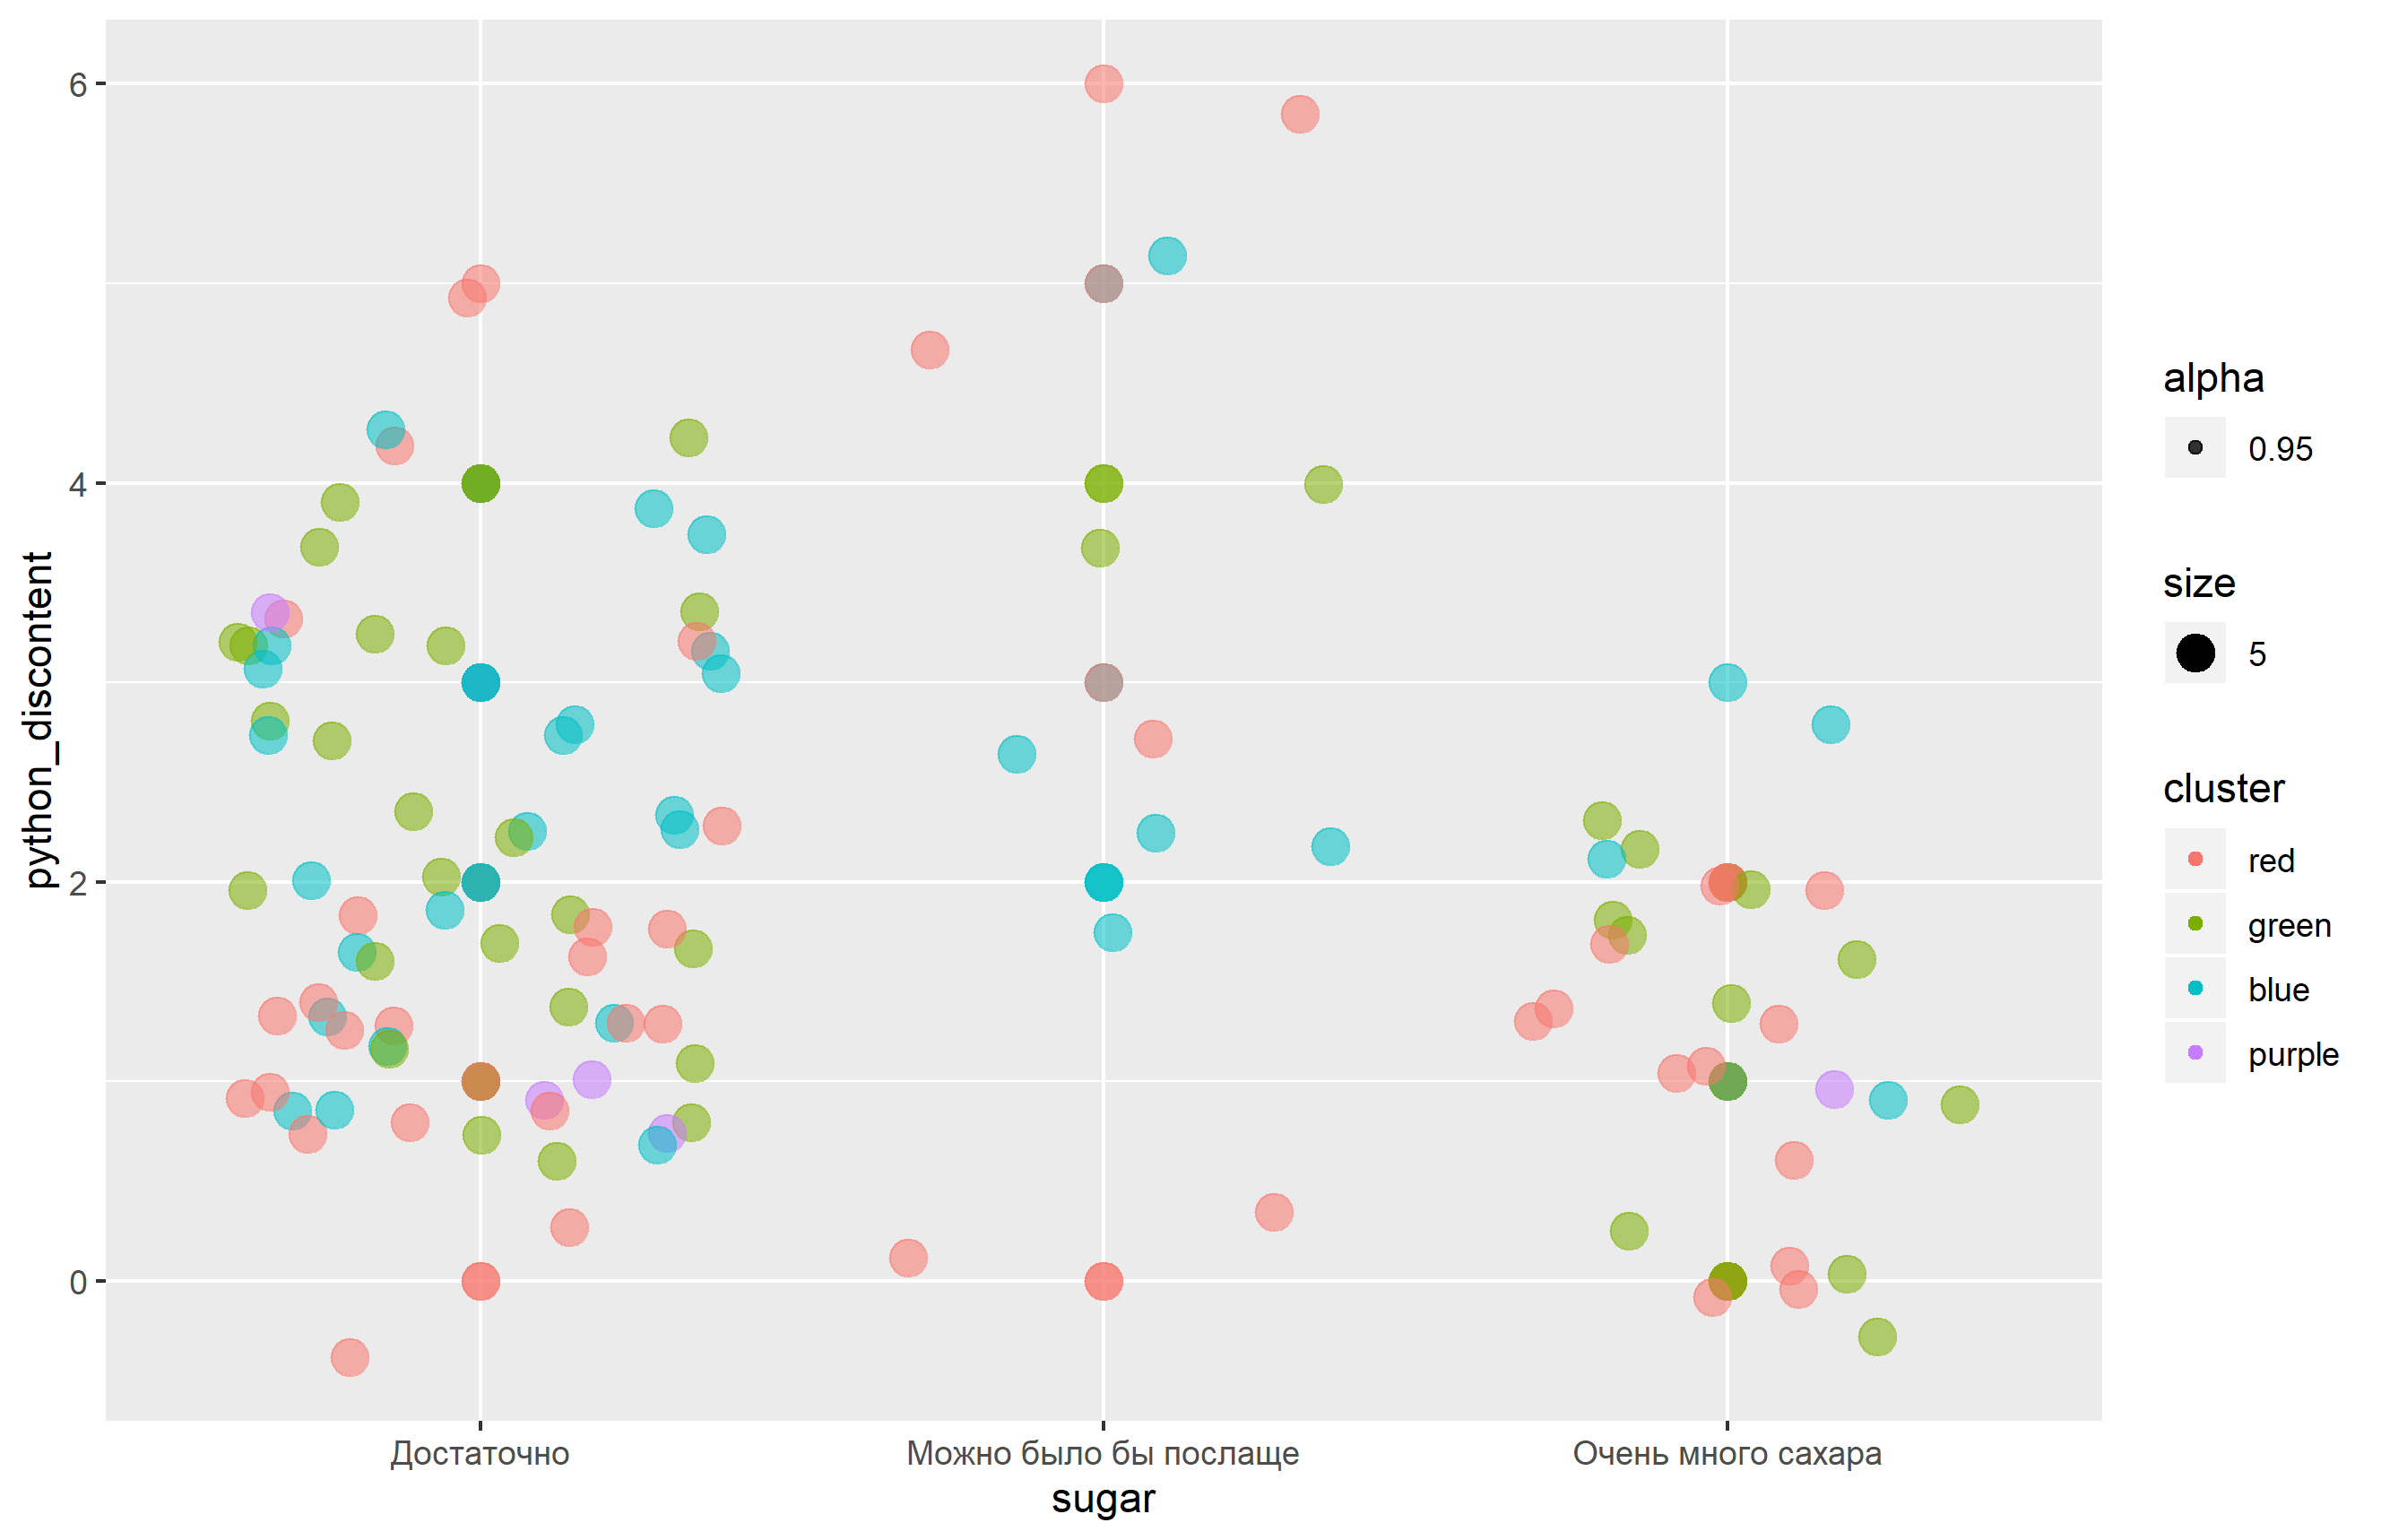 6
4
2
0
python_discontent
Достаточно
Можно было бы послаще
Очень много сахара
sugar
alpha
0.95
size
5
cluster
red
green
blue
purple